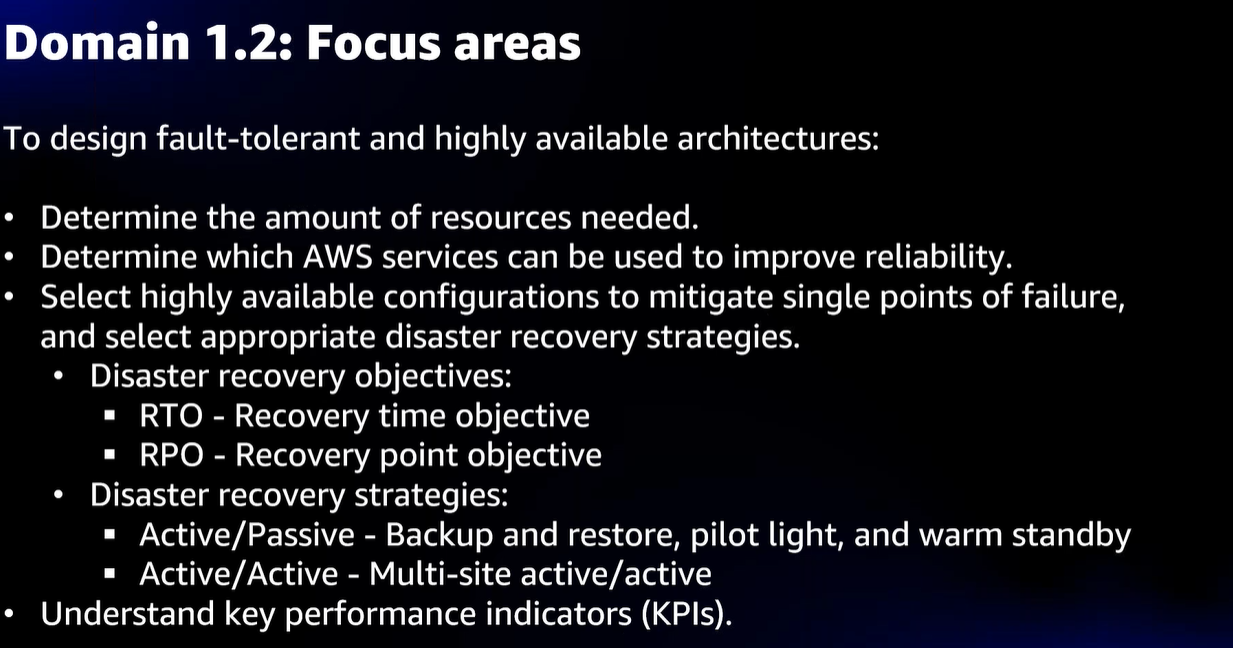 Domain 1.2: Focus areas
To design fault-tolerant and highly available architectures:
• Determine the amount of resources needed.
• Determine which AWS services can be used to improve reliability.
• Select highly available configurations to mitigate single points of failure,
and select appropriate disaster recovery strategies.
• Disaster recovery objectives:
▪ RTO - Recovery time objective
▪ RPO - Recovery point objective
• Disaster recovery strategies:
▪ Active/Passive - Backup and restore, pilot light, and warm standby
▪ Active/Active - Multi-site active/active
• Understand key performance indicators (KPIs).